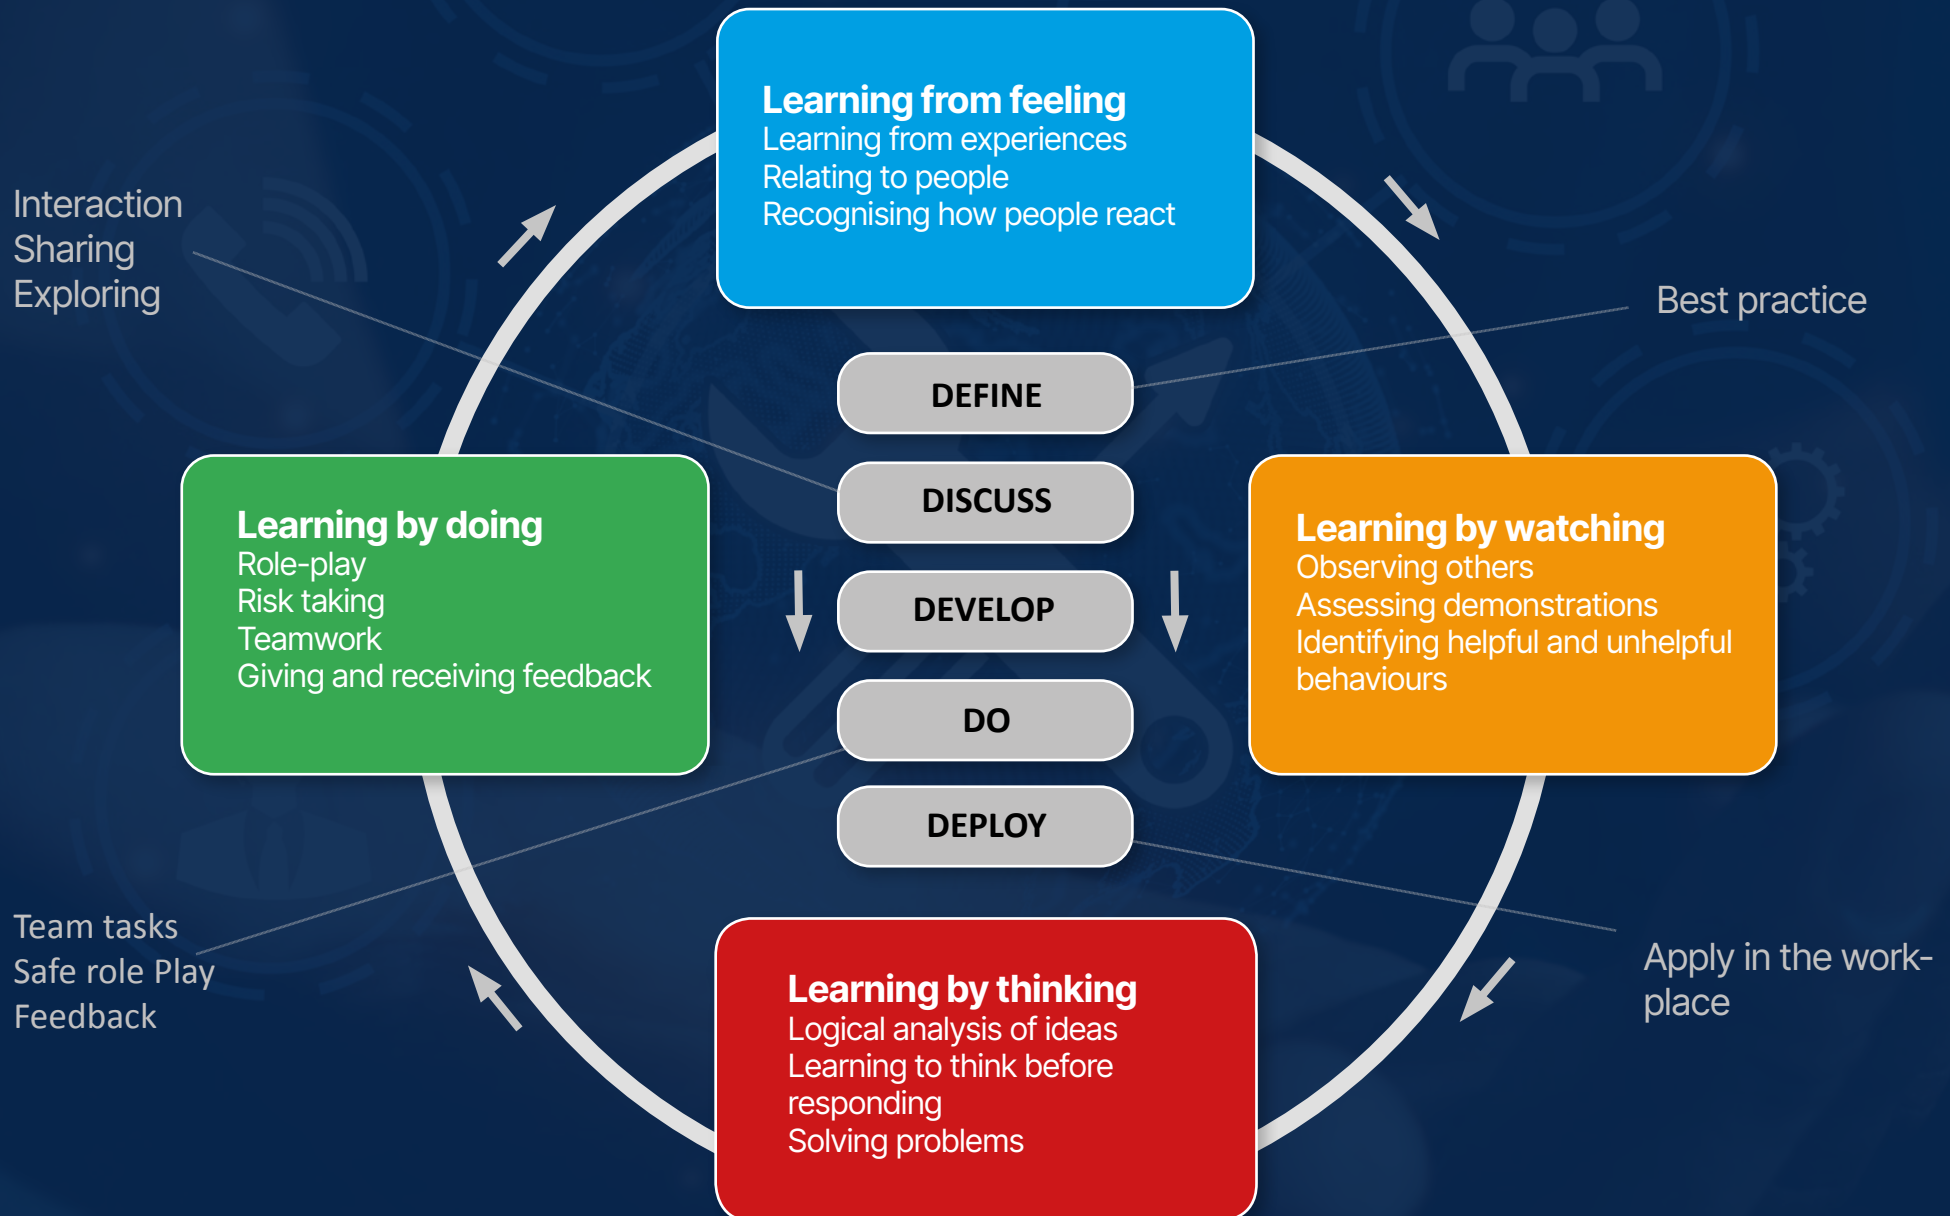 Learning from feeling
Learning from experiences
Relating to people
Recognising how people react
Interaction
Sharing
Exploring
Best practice
DEFINE
DISCUSS
DEVELOP
DO
DEPLOY
Learning by doing
Role-play
Risk taking
Teamwork
Giving and receiving feedback
Learning by watching
Observing others
Assessing demonstrations
Identifying helpful and unhelpful
behaviours
Team tasks
Safe role Play
Feedback
Apply in the work-
place
Learning by thinking
Logical analysis of ideas
Learning to think before
responding
Solving problems